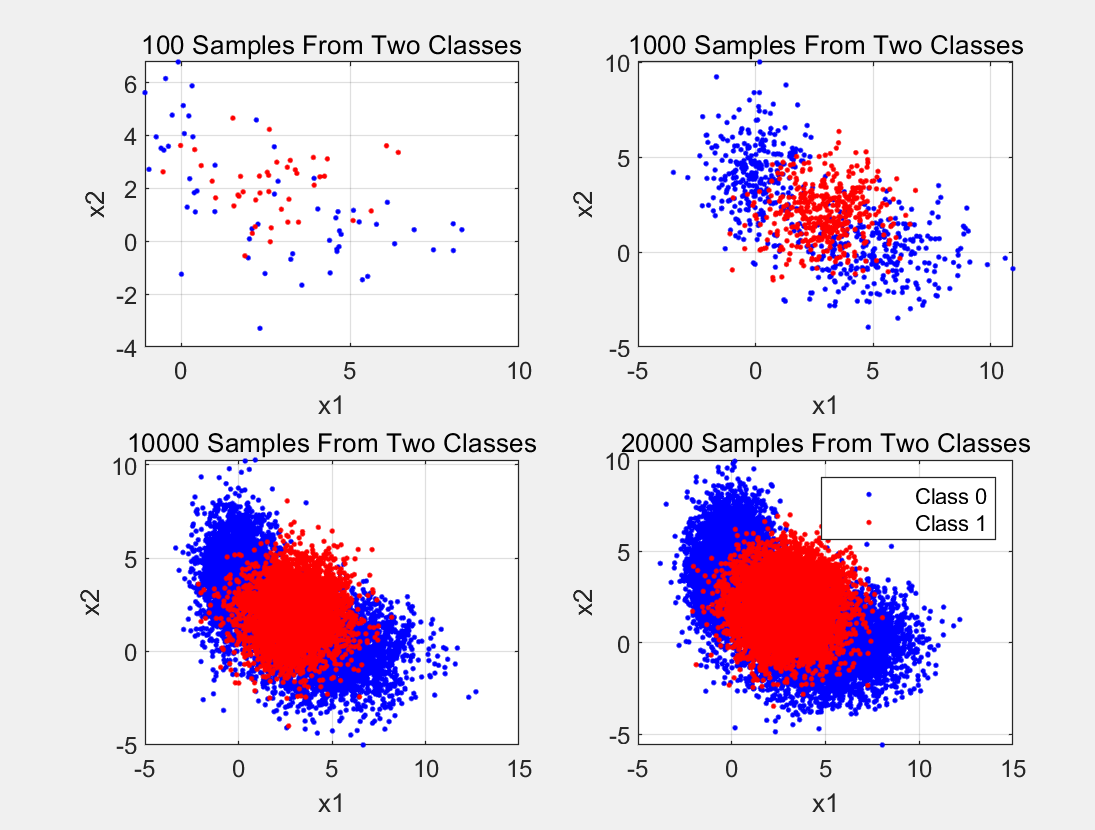 100 Samples From Two Classes
6
4
2
0
-2
-4
x2
0
5
10
x1
1000 Samples From Two Classes
10
5
0
-5
x2
-5
0
5
10
x1
10000 Samples From Two Classes
10
5
0
-5
x2
-5
0
5
10
15
x1
20000 Samples From Two Classes
10
5
0
-5
x2
-5
0
5
10
15
x1
Class 0
Class 1